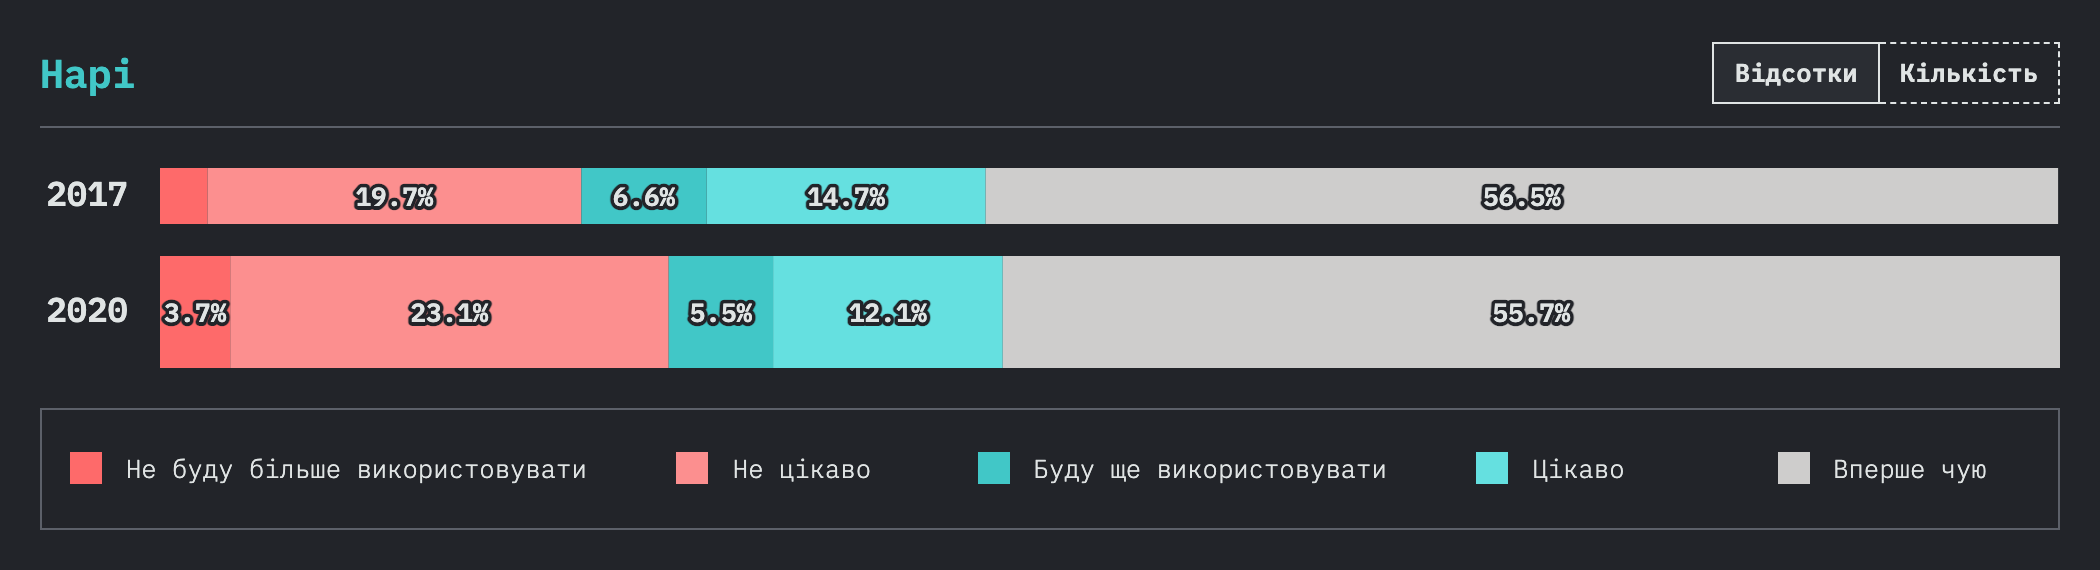 Hapi
Відсотки Кількість
2017 19.7% 6.6% 14.7% 56.5%
2020 3.7% 23.1% 5.5% 12.1% 55.7%
Не буду більше використовувати Не цікаво Буду ще використовувати Цікаво Вперше чую